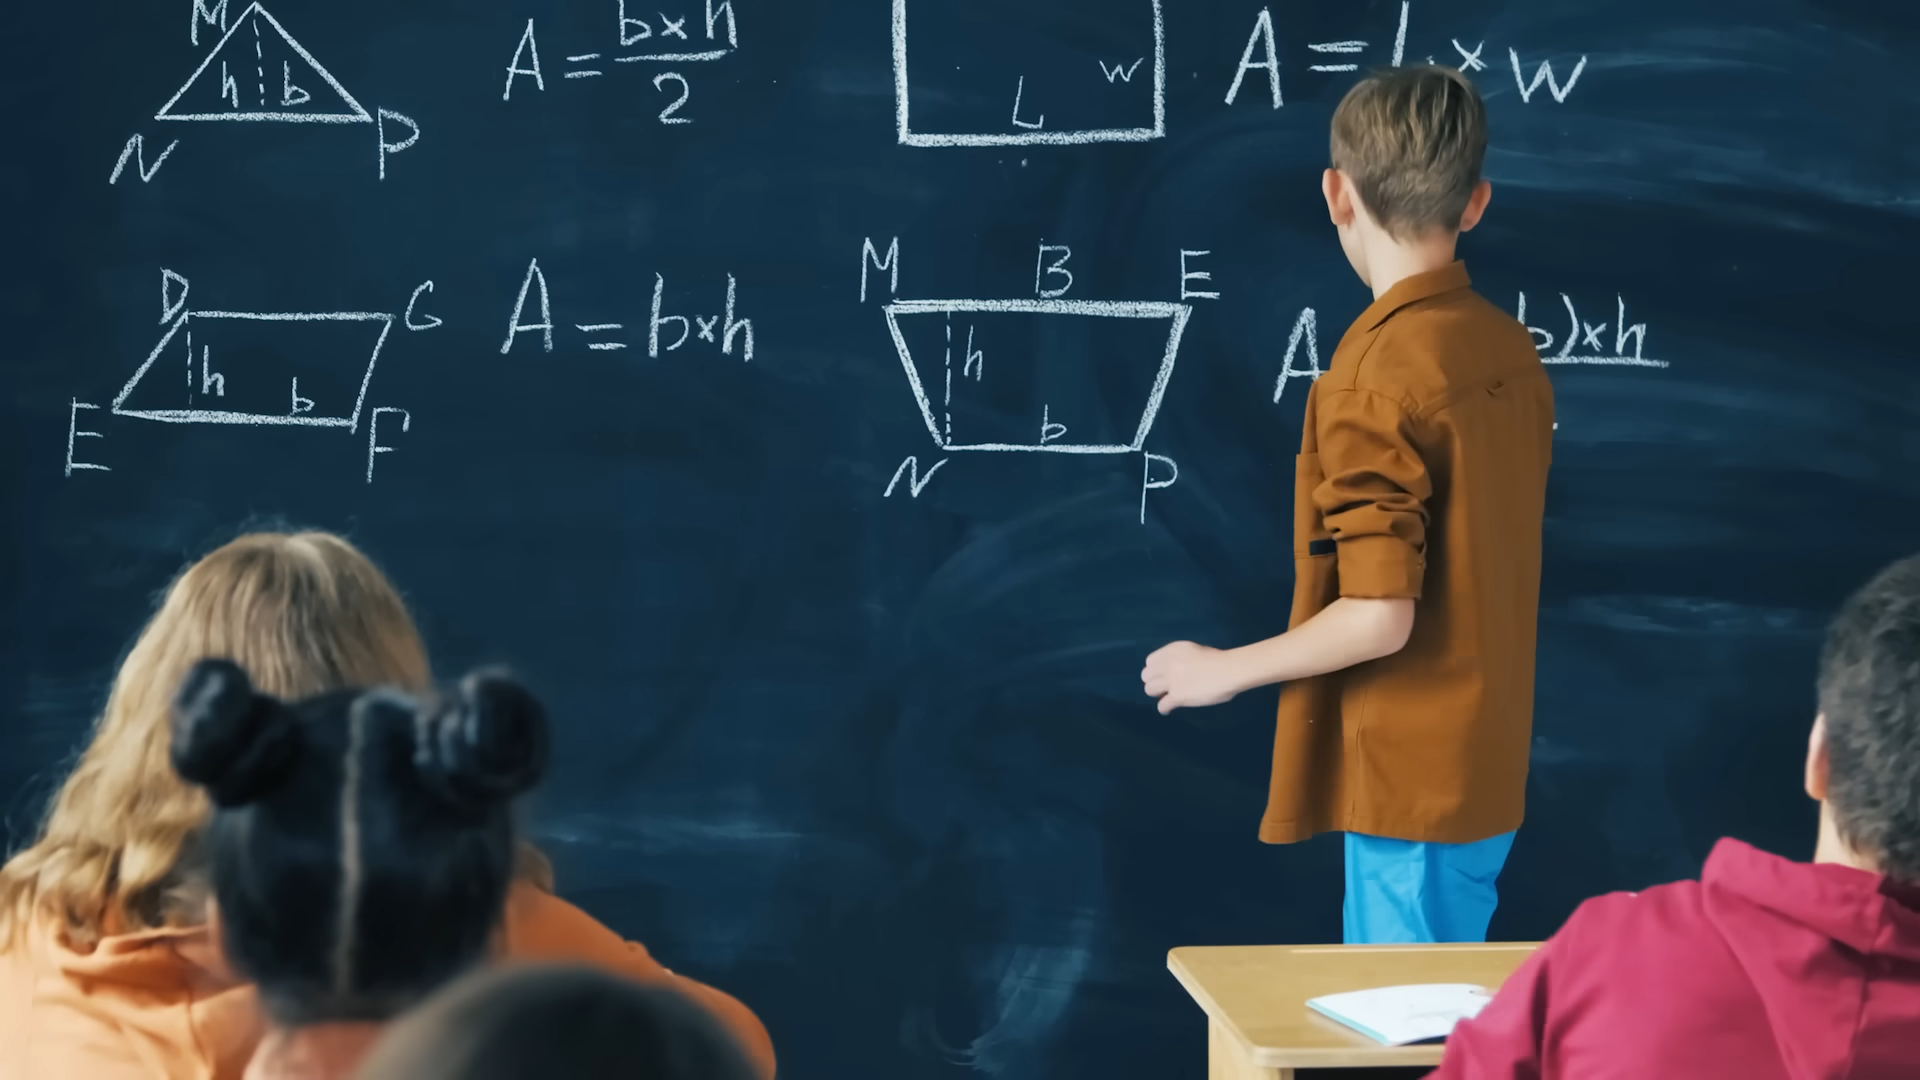 M
h b
N P
A = b×h
2
L w
A = L × w
D G
h b
E F
A = b×h
M B E
h
b
N P
A b)×h